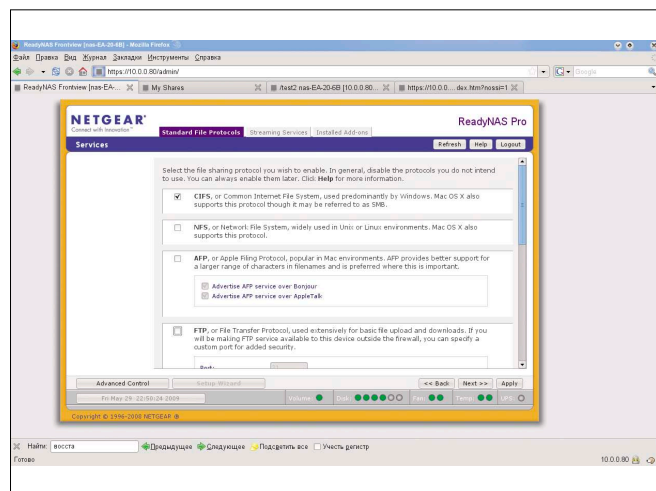 ReadyNAS Frontview [nas-EA-20-6B] - Mozilla Firefox
Файл Правка Вид Журнал Закладки Инструменты Справка
https://10.0.0.80/admin/
Google
ReadyNAS Frontview [nas-EA-...
My Shares
/test2 nas-EA-20-6B [10.0.0.80...
https://10.0.0....dex.htm?nossi=1
NETGEAR
Connect with Innovation™
ReadyNAS Pro
Standard File Protocols Streaming Services Installed Add-ons
Services
Refresh Help Logout
Select the file sharing protocol you wish to enable. In general, disable the protocols you do not intend
to use. You can always enable them later. Click Help for more information.
CIFS, or Common Internet File System, used predominantly by Windows. Mac OS X also
supports this protocol though it may be referred to as SMB.
NFS, or Network File System, widely used in Unix or Linux environments. Mac OS X also
supports this protocol.
AFP, or Apple Filing Protocol, popular in Mac environments. AFP provides better support for
a larger range of characters in filenames and is preferred where this is important.
Advertise AFP service over Bonjour
Advertise AFP service over AppleTalk
FTP, or File Transfer Protocol, used extensively for basic file upload and downloads. If you
will be making FTP service available to this device outside the firewall, you can specify a
custom port for added security.
Port:
Advanced Control Setup Wizard << Back Next >> Apply
Fri May 29 22:50:24 2009 Volume: Disk: Fan: Temp: UPS:
Copyright © 1996-2008 NETGEAR ®
Найти: восста Предыдущее Следующее Подсветить все Учесть регистр
Готово
10.0.0.80